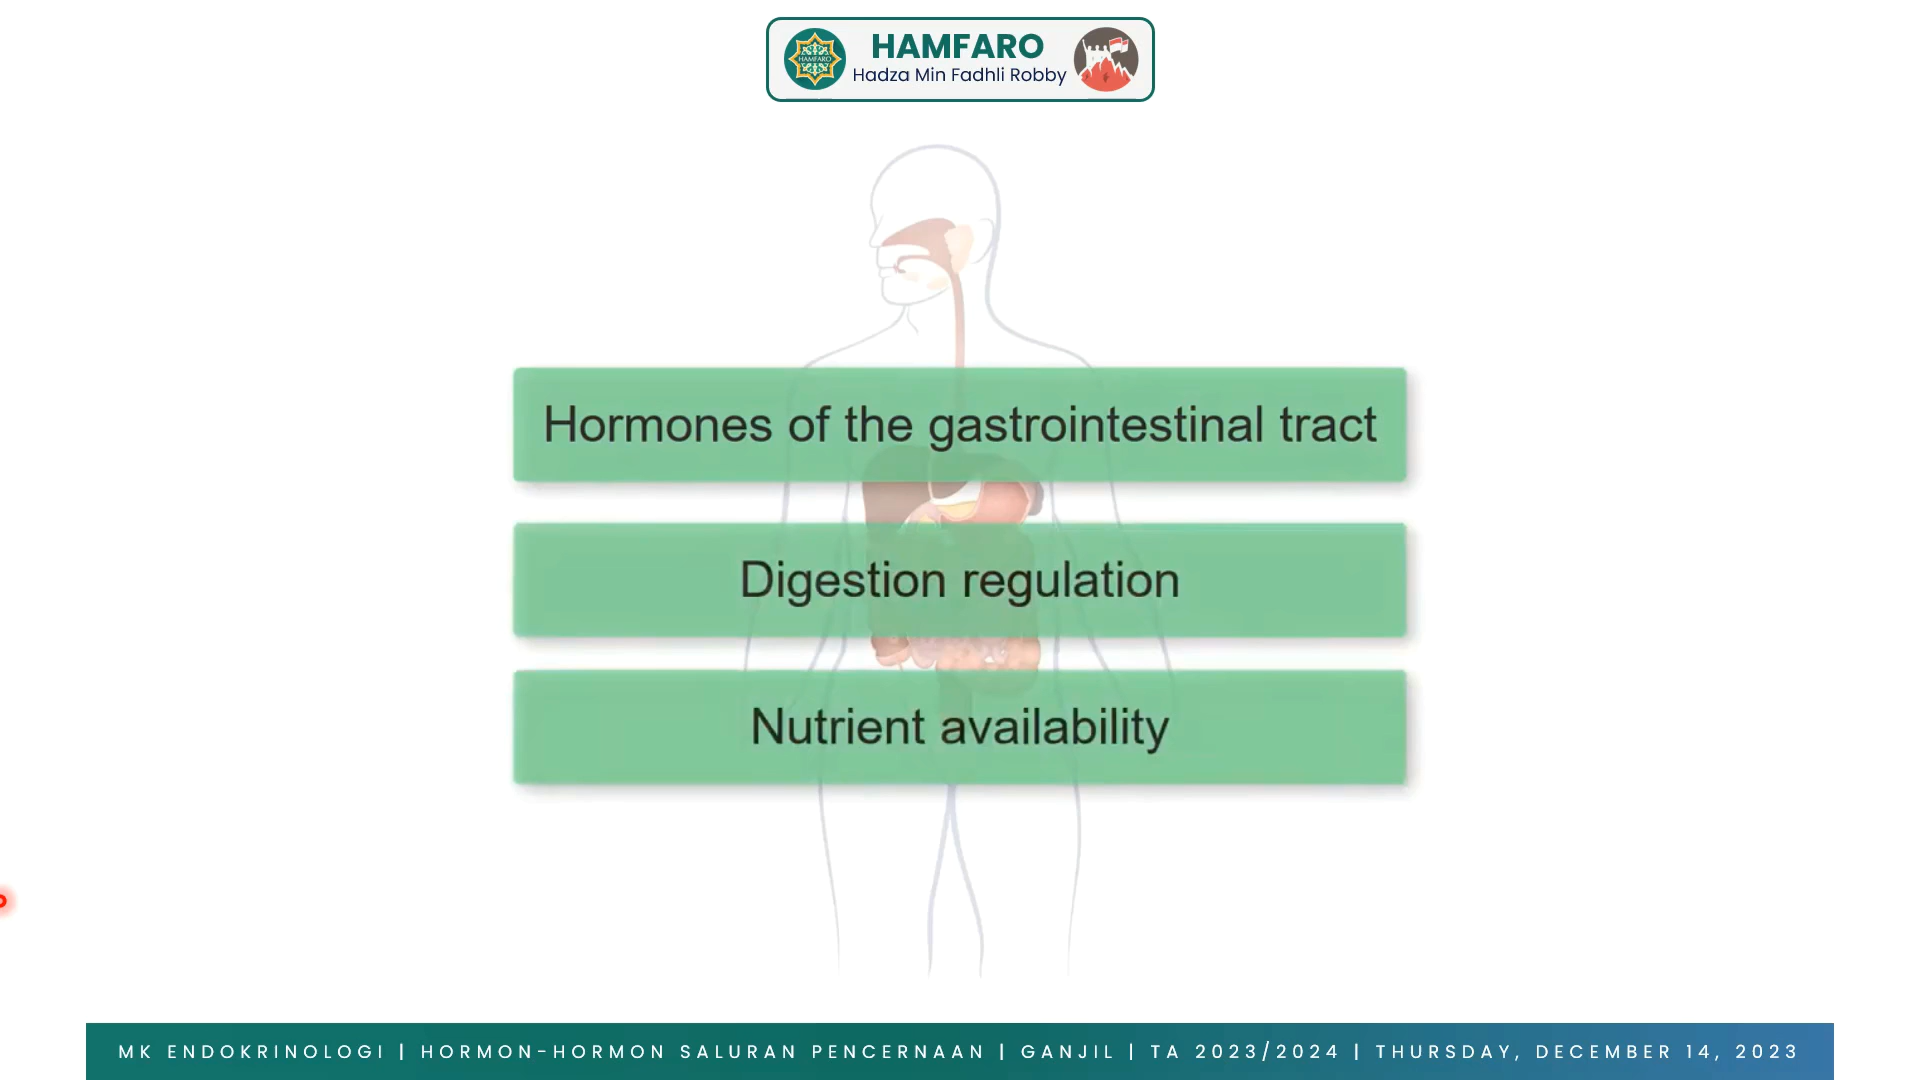 HAMFARO
HAMFARO
Hadza Min Fadhli Robby
Hormones of the gastrointestinal tract
Digestion regulation
Nutrient availability
MK ENDOKRINOLOGI | HORMON-HORMON SALURAN PENCERNAAN | GANJIL | TA 2023/2024 | THURSDAY, DECEMBER 14, 2023